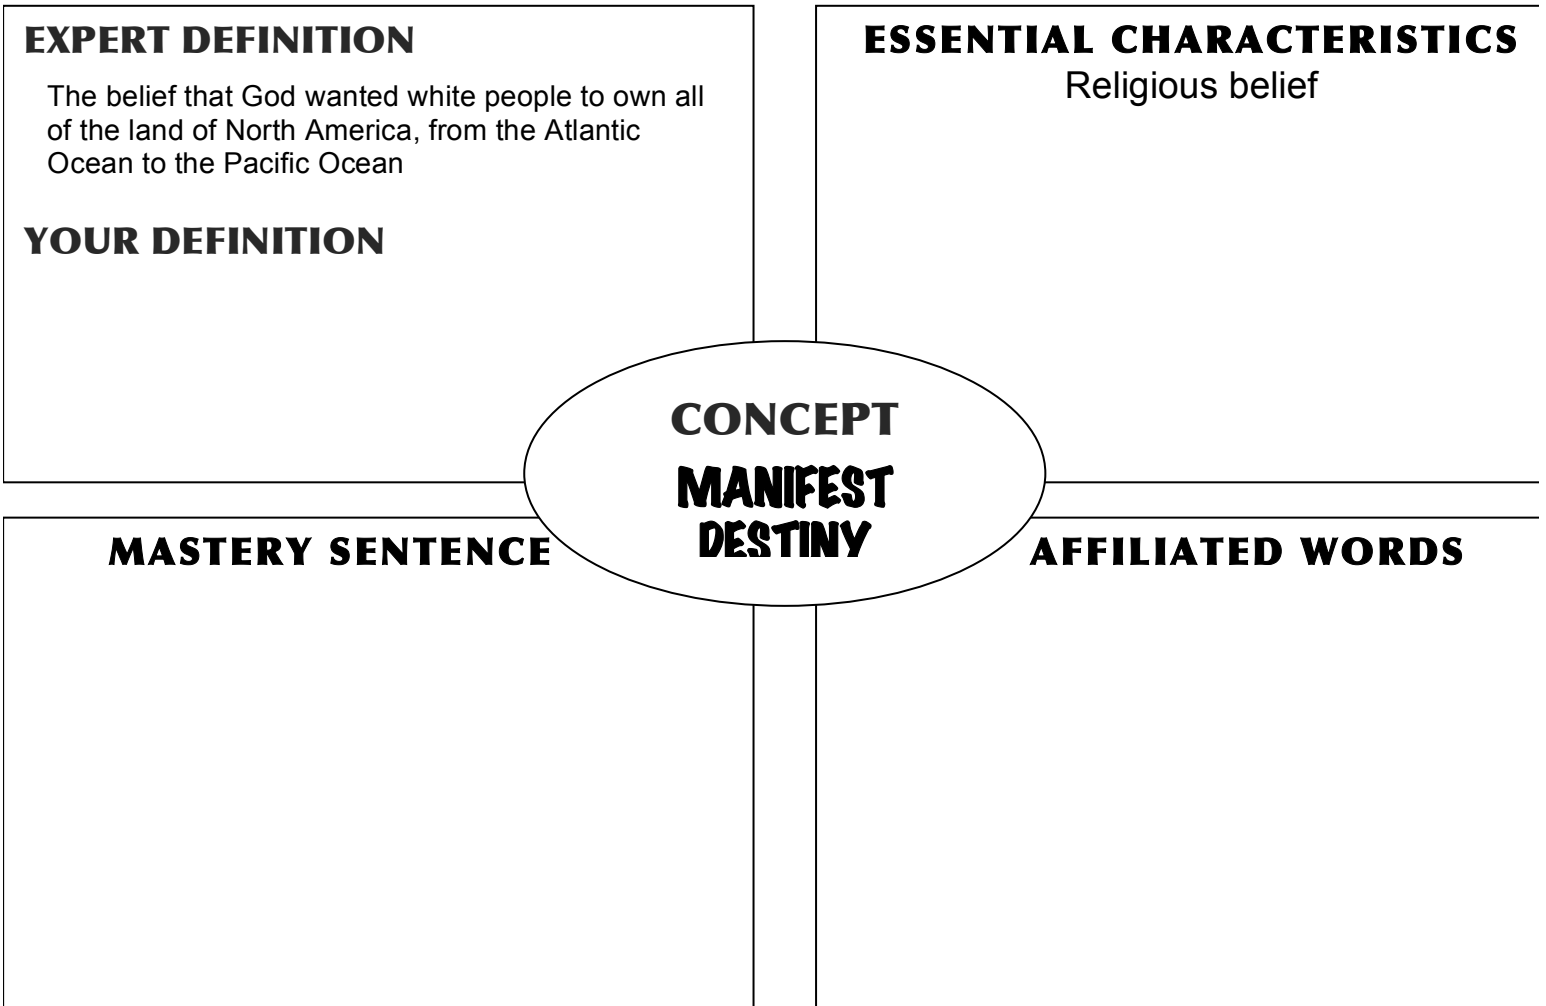 EXPERT DEFINITION
The belief that God wanted white people to own all
of the land of North America, from the Atlantic
Ocean to the Pacific Ocean
YOUR DEFINITION
ESSENTIAL CHARACTERISTICS
Religious belief
CONCEPT
MANIFEST
DESTINY
MASTERY SENTENCE
AFFILIATED WORDS